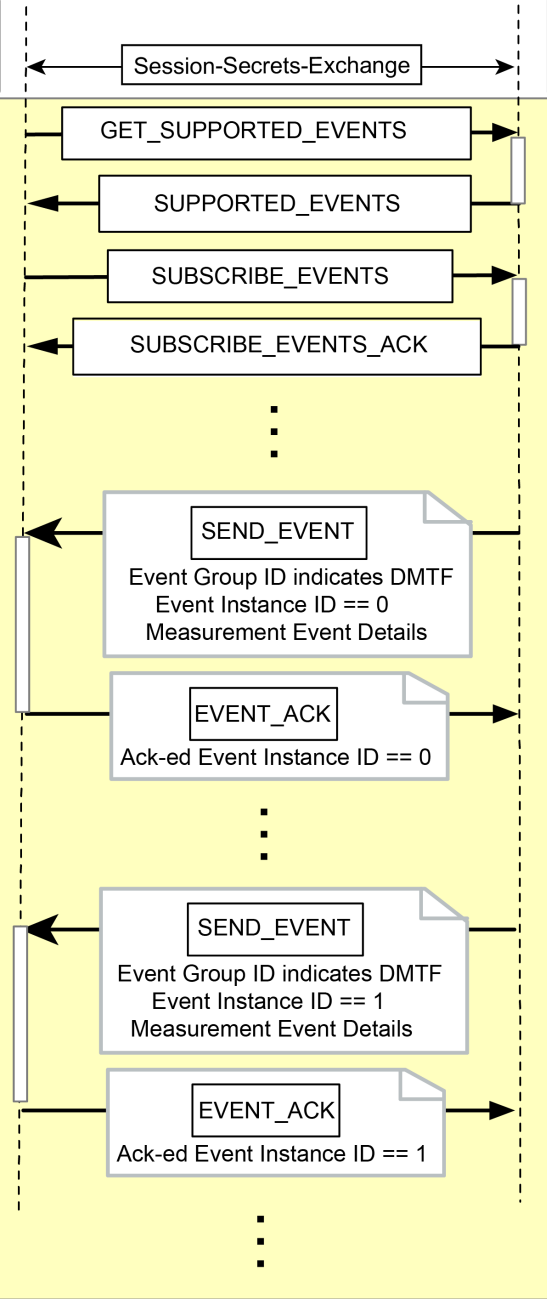 Session-Secrets-Exchange
GET_SUPPORTED_EVENTS
SUPPORTED_EVENTS
SUBSCRIBE_EVENTS
SUBSCRIBE_EVENTS_ACK
SEND_EVENT
Event Group ID indicates DMTF
Event Instance ID == 0
Measurement Event Details
EVENT_ACK
Ack-ed Event Instance ID == 0
SEND_EVENT
Event Group ID indicates DMTF
Event Instance ID == 1
Measurement Event Details
EVENT_ACK
Ack-ed Event Instance ID == 1